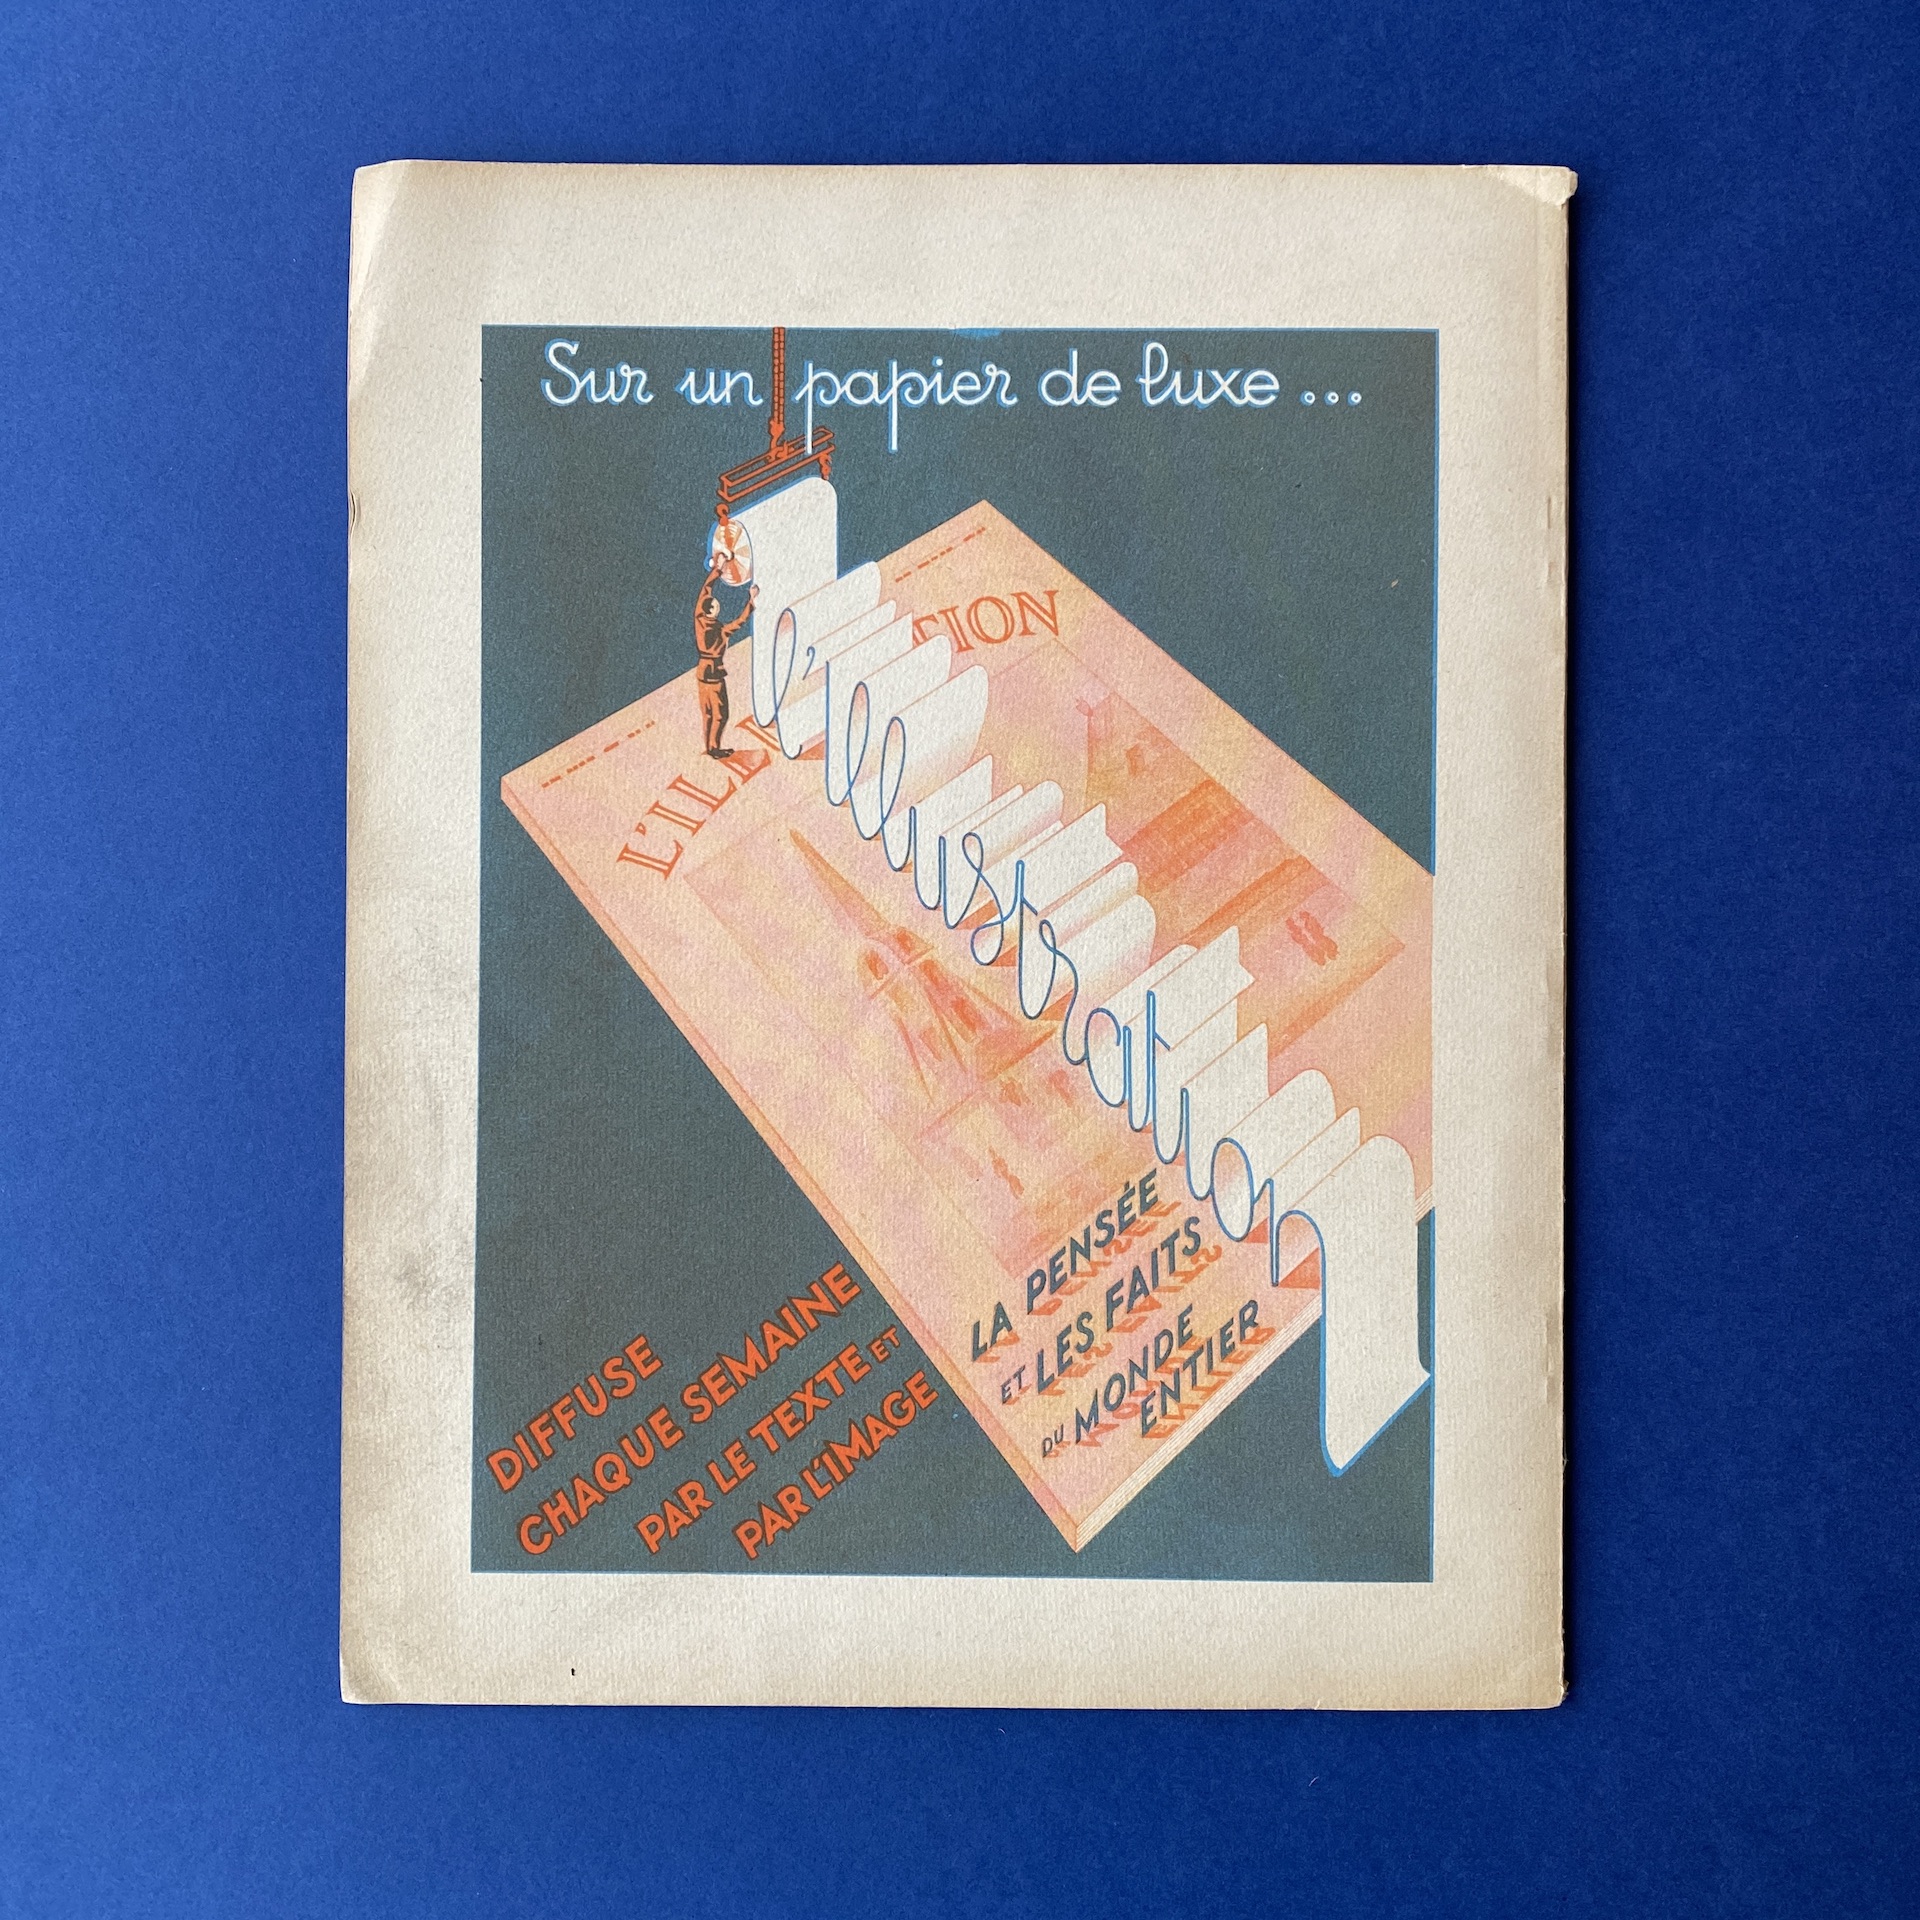 Sur un papier de luxe ...
L'ILL TION
l'illustration
DIFFUSE
CHAQUE SEMAINE
PAR LE TEXTE ET
PAR L'IMAGE
LA PENSÉE
ET LES FAITS
DU MONDE
ENTIER